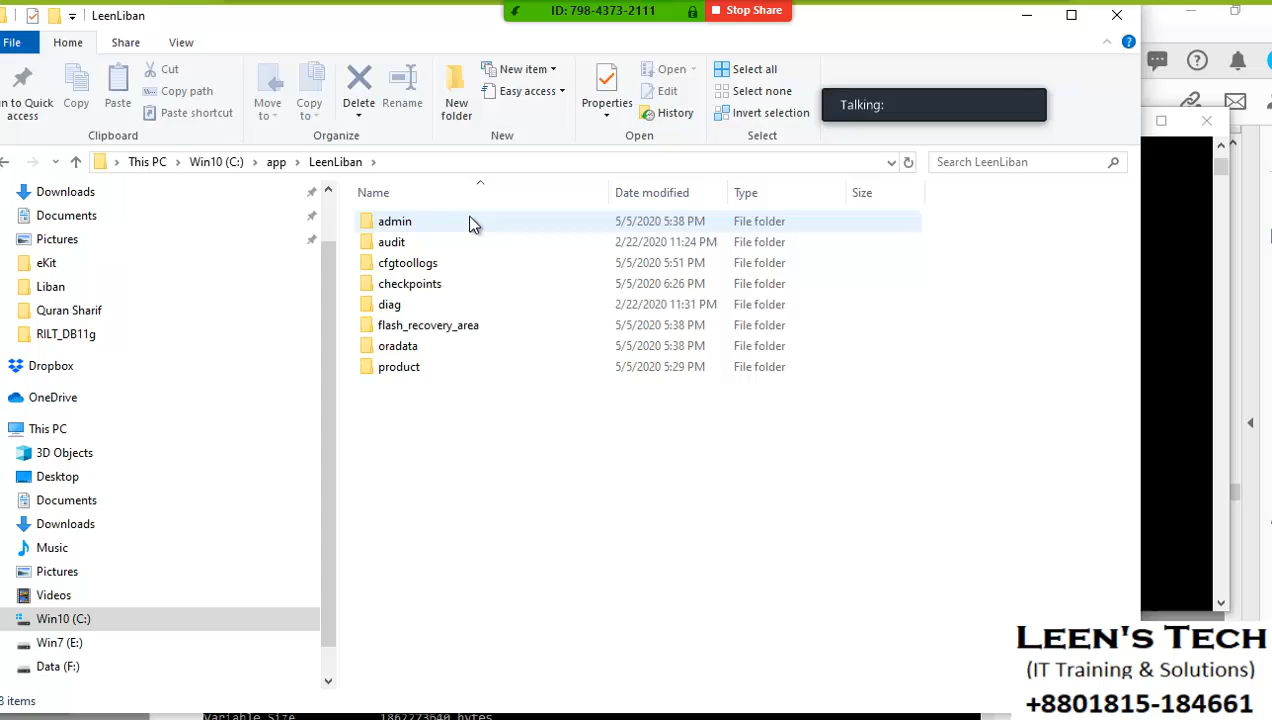 LeenLiban
ID: 798-4373-2111
Stop Share
File
Home
Share
View
n to Quick
access
Copy
Paste
Cut
Copy path
Paste shortcut
Clipboard
Move
to
Copy
to
Delete
Rename
Organize
New
folder
New item
Easy access
New
Properties
Open
Edit
History
Open
Select all
Select none
Invert selection
Select
Talking:
This PC
Win10 (C:)
app
LeenLiban
Search LeenLiban
Name
Date modified
Type
Size
admin 5/5/2020 5:38 PM File folder
audit 2/22/2020 11:24 PM File folder
cfgtoollogs 5/5/2020 5:51 PM File folder
checkpoints 5/5/2020 6:26 PM File folder
diag 2/22/2020 11:31 PM File folder
flash_recovery_area 5/5/2020 5:38 PM File folder
oradata 5/5/2020 5:38 PM File folder
product 5/5/2020 5:29 PM File folder
Downloads
Documents
Pictures
eKit
Liban
Quran Sharif
RILT_DB11g
Dropbox
OneDrive
This PC
3D Objects
Desktop
Documents
Downloads
Music
Pictures
Videos
Win10 (C:)
Win7 (E:)
Data (F:)
8 items
Variable Size 1862273640 bytes
LEEN'S TECH
(IT Training & Solutions)
+8801815-184661